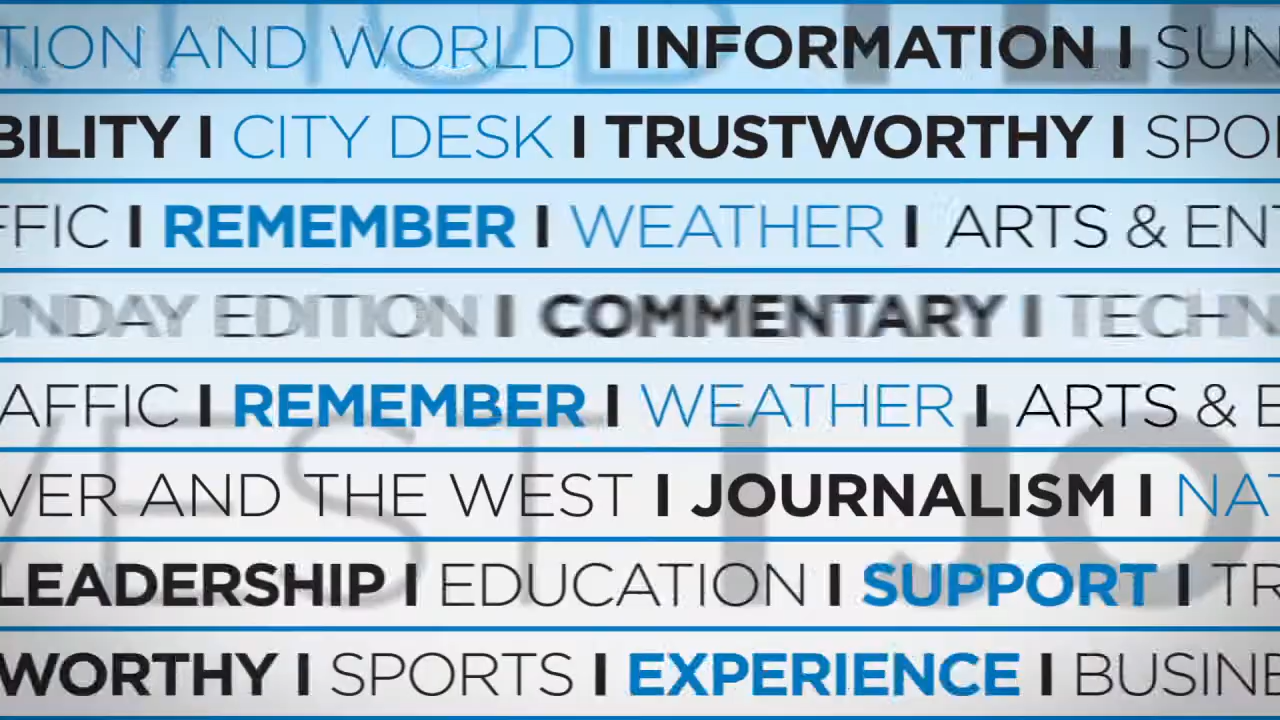 TION AND WORLD | INFORMATION | SUN
BILITY | CITY DESK | TRUSTWORTHY | SPO
FFIC | REMEMBER | WEATHER | ARTS & ENT
UNDAY EDITION | COMMENTARY | TECHN
AFFIC | REMEMBER | WEATHER | ARTS & E
VER AND THE WEST | JOURNALISM | NAT
LEADERSHIP | EDUCATION | SUPPORT | TR
WORTHY | SPORTS | EXPERIENCE | BUSINE